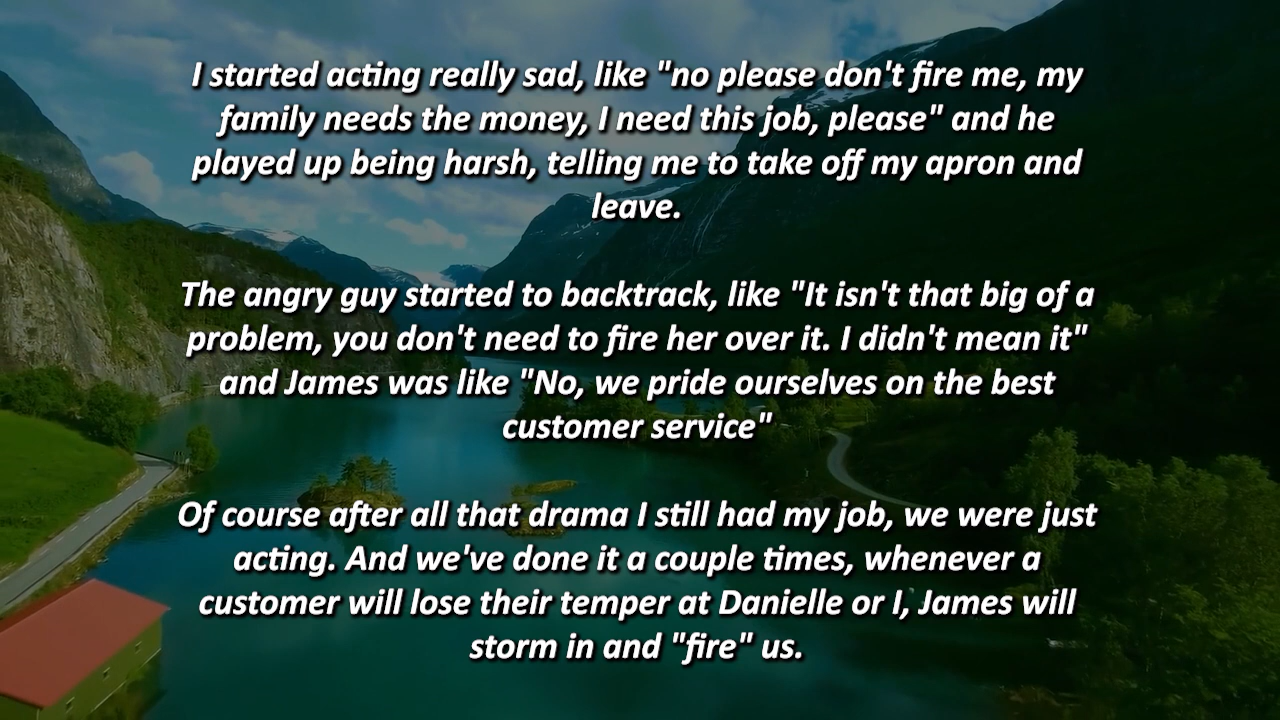 I started acting really sad, like "no please don't fire me, my
family needs the money, I need this job, please" and he
played up being harsh, telling me to take off my apron and
leave.
The angry guy started to backtrack, like "It isn't that big of a
problem, you don't need to fire her over it. I didn't mean it"
and James was like "No, we pride ourselves on the best
customer service"
Of course after all that drama I still had my job, we were just
acting. And we've done it a couple times, whenever a
customer will lose their temper at Danielle or I, James will
storm in and "fire" us.